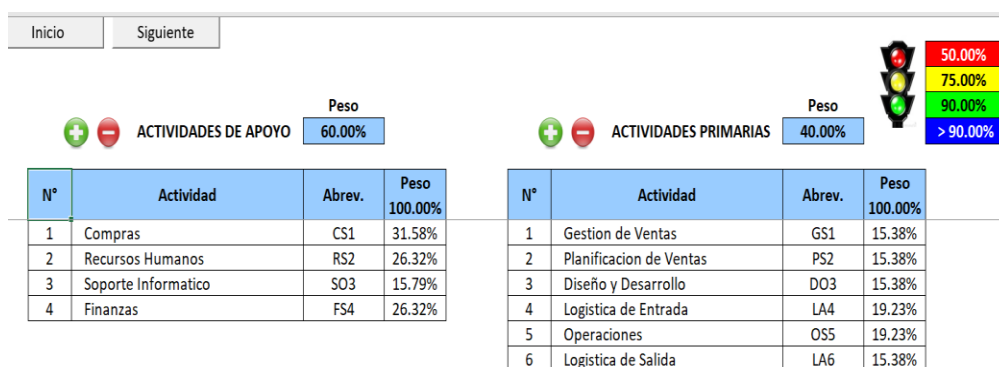 Inicio Siguiente
50.00%
75.00%
90.00%
> 90.00%
Peso Peso
ACTIVIDADES DE APOYO 60.00% ACTIVIDADES PRIMARIAS 40.00%
N° Actividad Abrev. Peso 100.00%
1 Compras CS1 31.58%
2 Recursos Humanos RS2 26.32%
3 Soporte Informatico SO3 15.79%
4 Finanzas FS4 26.32%
N° Actividad Abrev. Peso 100.00%
1 Gestion de Ventas GS1 15.38%
2 Planificacion de Ventas PS2 15.38%
3 Diseño y Desarrollo DO3 15.38%
4 Logistica de Entrada LA4 19.23%
5 Operaciones OS5 19.23%
6 Logistica de Salida LA6 15.38%